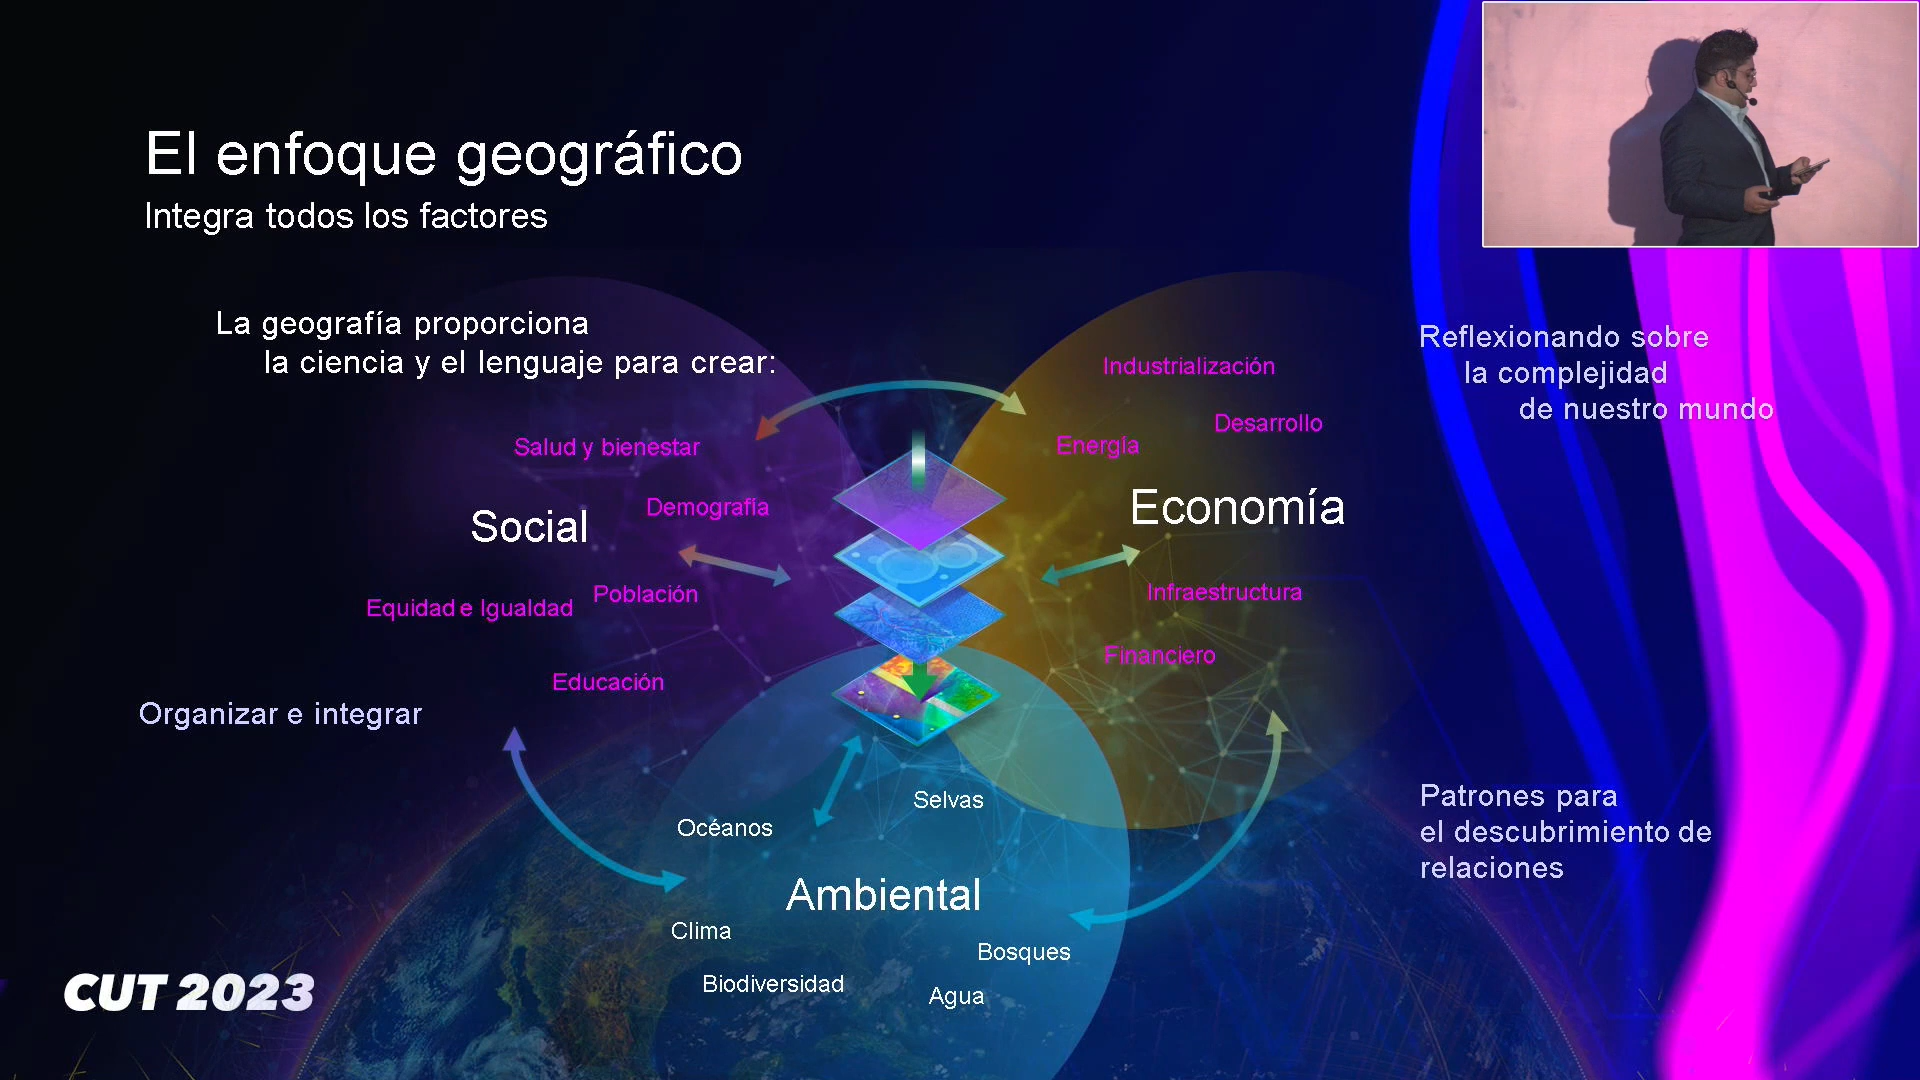 El enfoque geográfico
Integra todos los factores
La geografía proporciona
la ciencia y el lenguaje para crear:
Reflexionando sobre
la complejidad
de nuestro mundo
Salud y bienestar
Demografía
Social
Población
Equidad e Igualdad
Educación
Industrialización
Desarrollo
Energía
Economía
Infraestructura
Financiero
Organizar e integrar
Selvas
Océanos
Ambiental
Clima
Bosques
Biodiversidad
Agua
Patrones para
el descubrimiento de
relaciones
CUT 2023